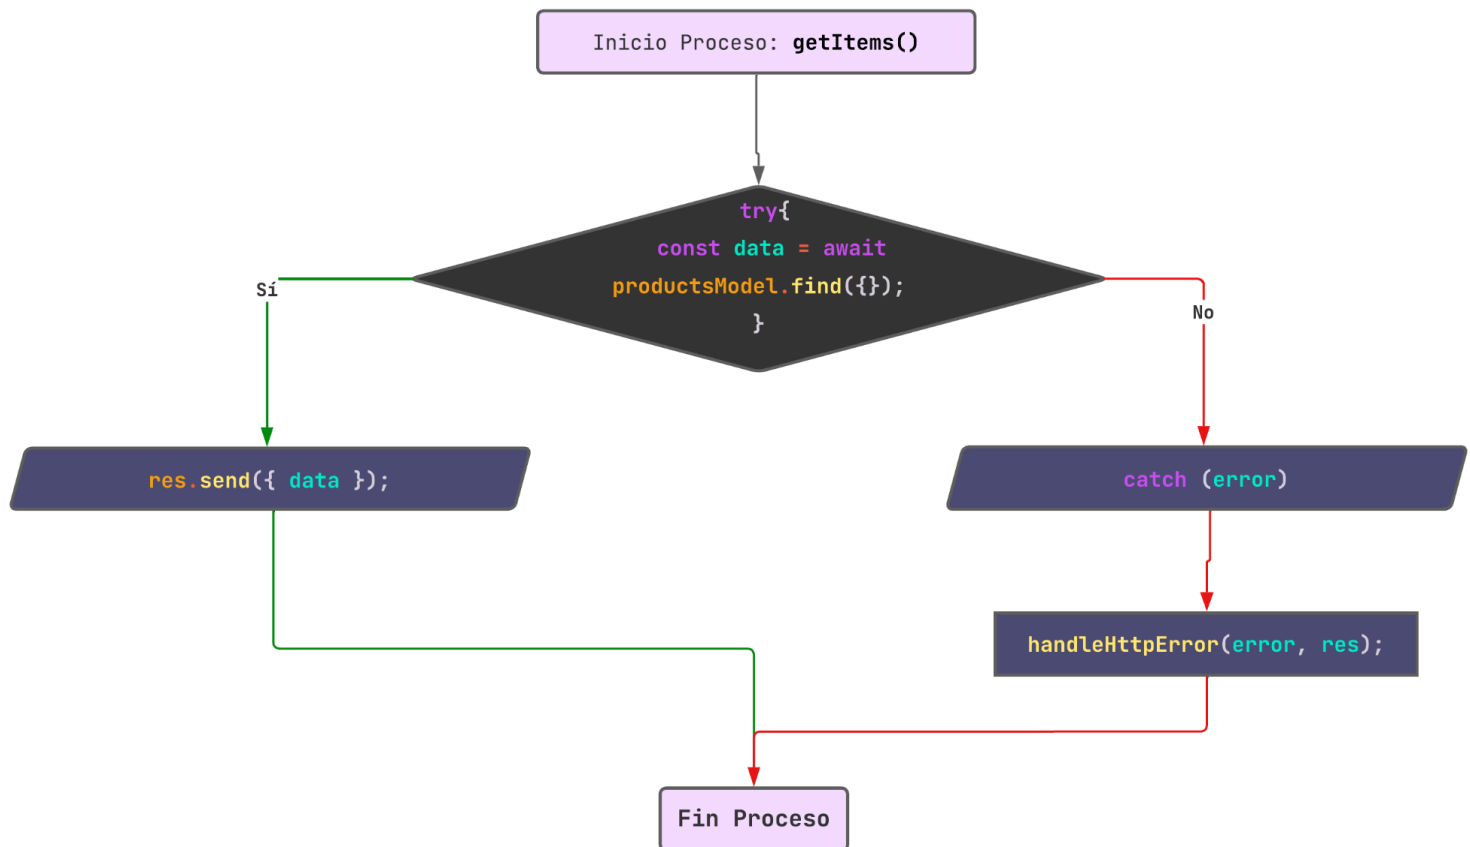 Inicio Proceso: getItems()
try{
const data = await
productsModel.find({});
}
Sí
No
res.send({ data });
catch (error)
handleHttpError(error, res);
Fin Proceso